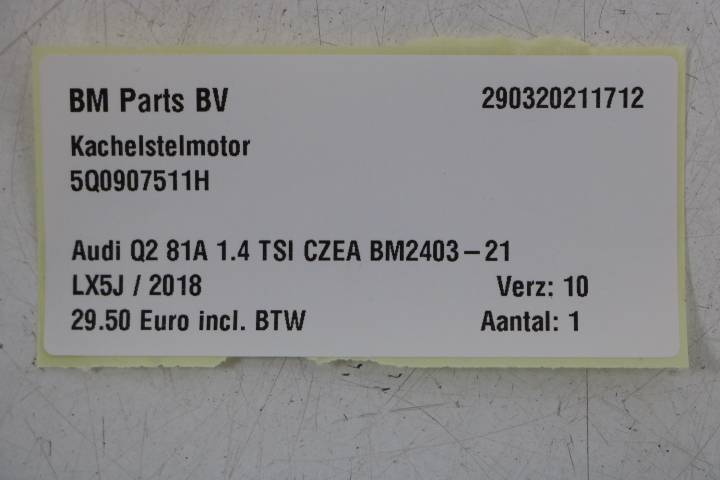 BM Parts BV 290320211712
Kachelstelmotor
5Q0907511H
Audi Q2 81A 1.4 TSI CZEA BM2403-21
LX5J / 2018 Verz: 10
29.50 Euro incl. BTW Aantal: 1